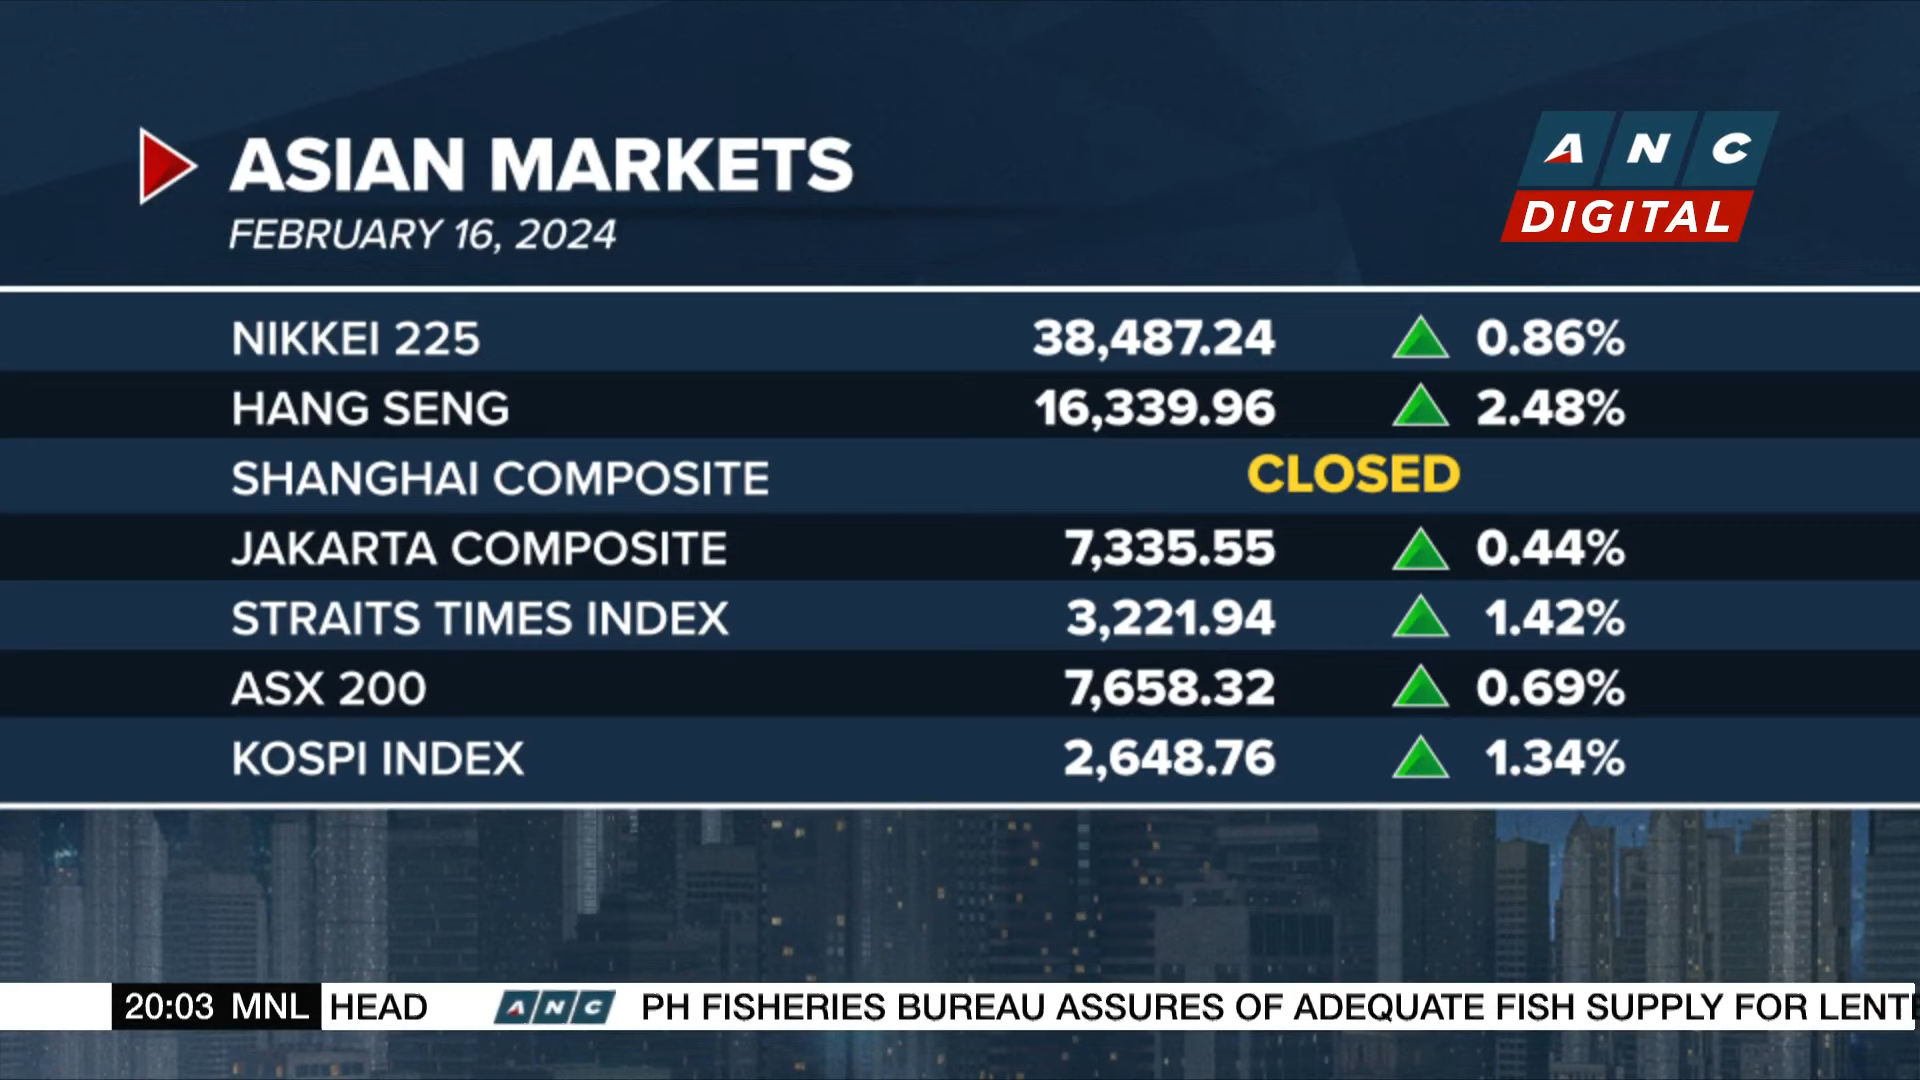 ASIAN MARKETS
FEBRUARY 16, 2024
ANC
DIGITAL
NIKKEI 225 38,487.24 0.86%
HANG SENG 16,339.96 2.48%
SHANGHAI COMPOSITE CLOSED
JAKARTA COMPOSITE 7,335.55 0.44%
STRAITS TIMES INDEX 3,221.94 1.42%
ASX 200 7,658.32 0.69%
KOSPI INDEX 2,648.76 1.34%
20:03 MNL HEAD ANC PH FISHERIES BUREAU ASSURES OF ADEQUATE FISH SUPPLY FOR LENT